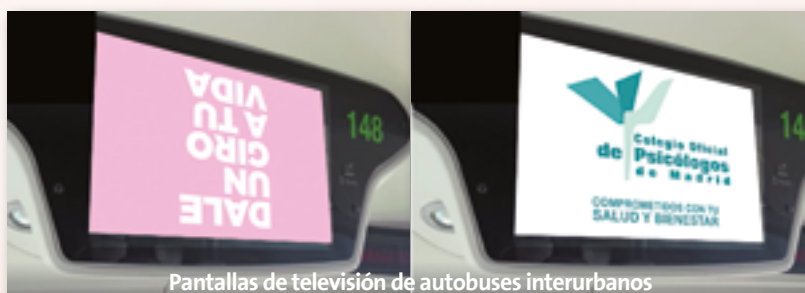 DALE
UN
GIRO
A TU
VIDA
148
Colegio Oficial
de Psicólogos
de Madrid
COMPROMETIDOS CON TU
SALUD Y BIENESTAR
14
Pantallas de televisión de autobuses interurbanos